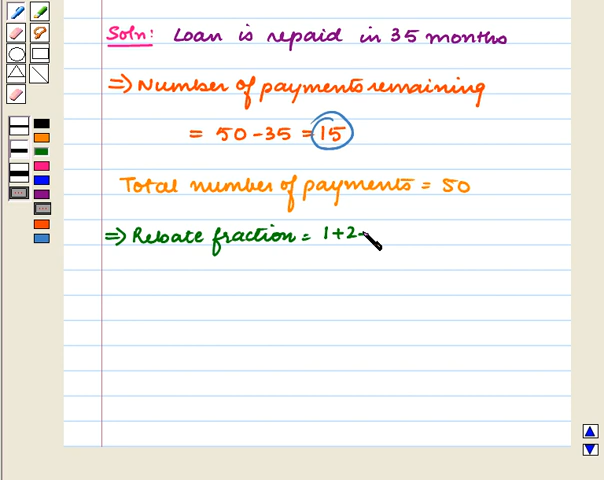 Soln: Loan is repaid in 35 months
⇒ Number of payments remaining
= 50 - 35 = 15
Total number of payments = 50
⇒ Rebate fraction = 1+2-